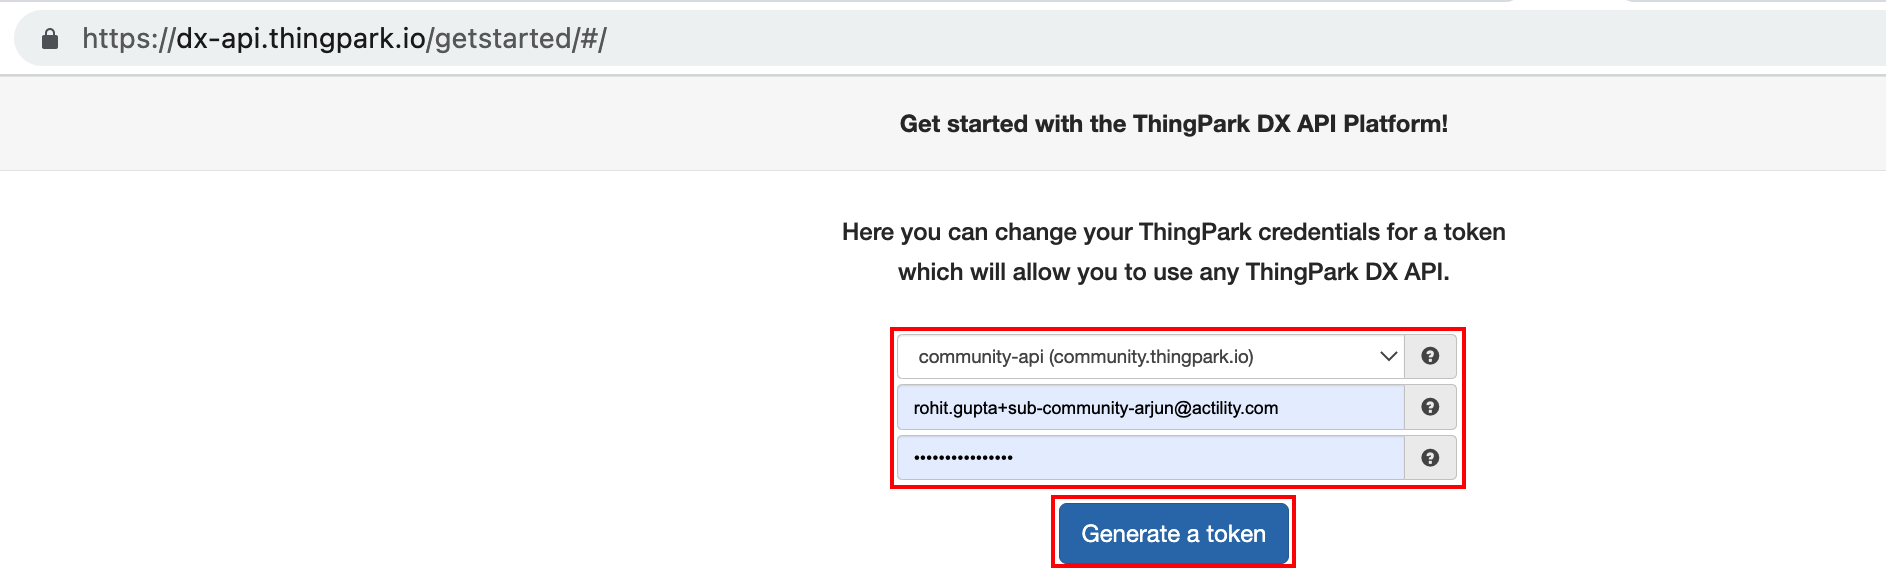 https://dx-api.thingpark.io/getstarted/#/
Get started with the ThingPark DX API Platform!
Here you can change your ThingPark credentials for a token
which will allow you to use any ThingPark DX API.
community-api (community.thingpark.io)
rohit.gupta+sub-community-arjun@actility.com
••••••••••••••••
Generate a token